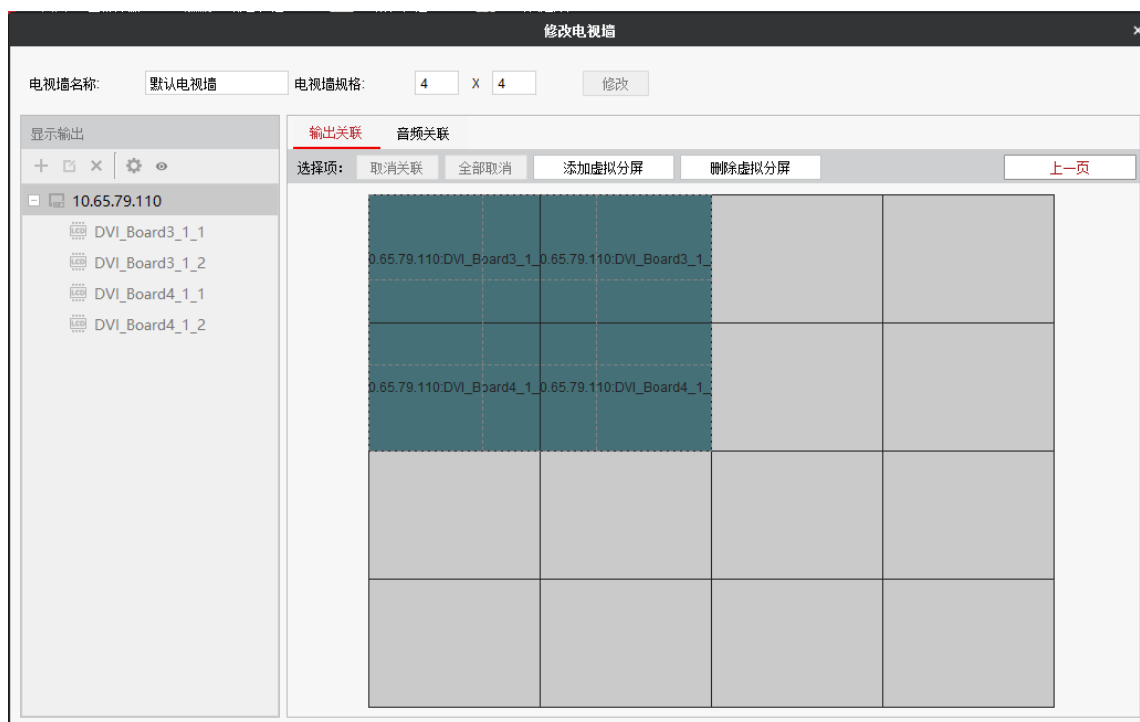 修改电视墙
×
电视墙名称: 默认电视墙 电视墙规格: 4 X 4 修改
显示输出
输出关联 音频关联
选择项: 取消关联 全部取消 添加虚拟分屏 删除虚拟分屏 上一页
10.65.79.110
LCD DVI_Board3_1_1
LCD DVI_Board3_1_2
LCD DVI_Board4_1_1
LCD DVI_Board4_1_2
0.65.79.110:DVI_Board3_1_ 0.65.79.110:DVI_Board3_1_
0.65.79.110:DVI_Board4_1_ 0.65.79.110:DVI_Board4_1_